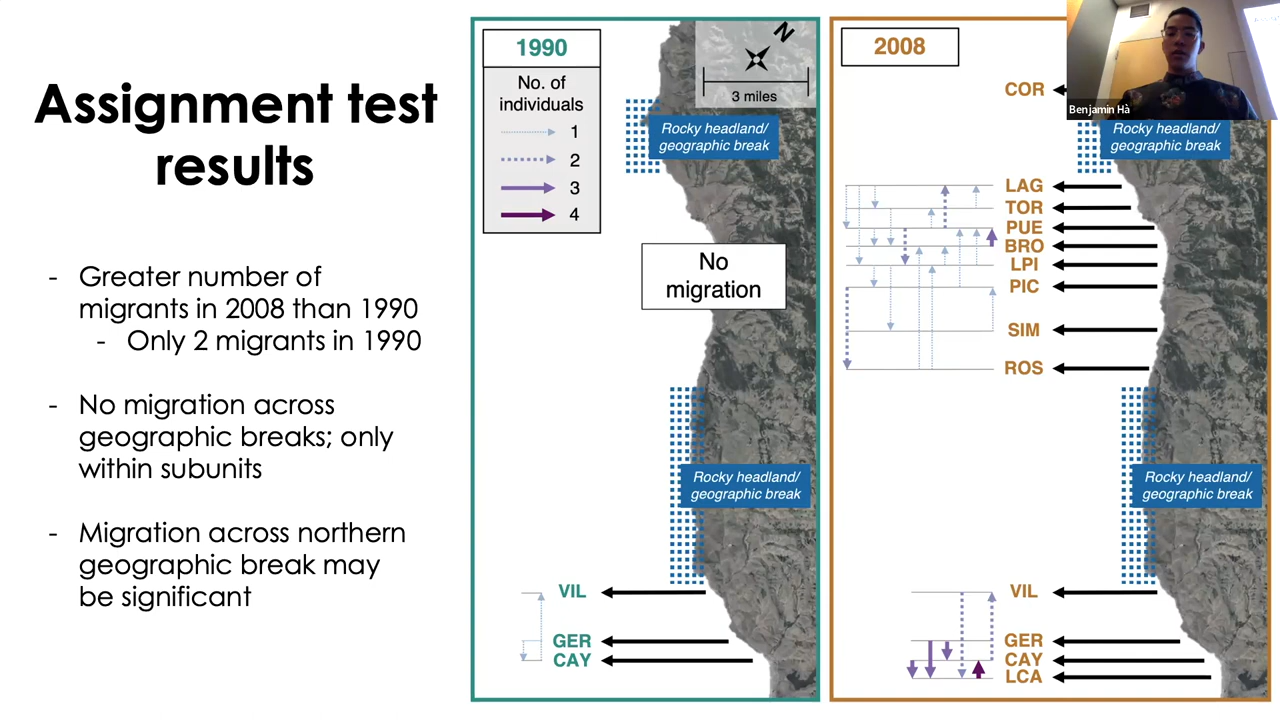 Assignment test
results
- Greater number of
migrants in 2008 than 1990
- Only 2 migrants in 1990
- No migration across
geographic breaks; only
within subunits
- Migration across northern
geographic break may
be significant
1990
No. of
individuals
1
2
3
4
N
3 miles
Rocky headland/
geographic break
No
migration
Rocky headland/
geographic break
VIL
GER
CAY
2008
COR
Benjamin Hà
Rocky headland/
geographic break
LAG
TOR
PUE
BRO
LPI
PIC
SIM
ROS
Rocky headland/
geographic break
VIL
GER
CAY
LCA